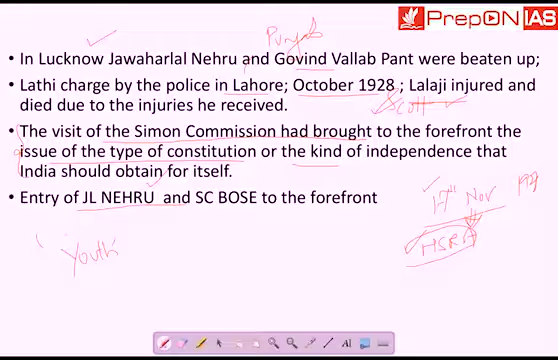 PrepON IAS
Punjab
• In Lucknow Jawaharlal Nehru and Govind Vallab Pant were beaten up;
• Lathi charge by the police in Lahore; October 1928 ; Lalaji injured and
died due to the injuries he received.
Scott
• The visit of the Simon Commission had brought to the forefront the
issue of the type of constitution or the kind of independence that
India should obtain for itself.
• Entry of JL NEHRU and SC BOSE to the forefront
17th Nov
HSRA
Youth